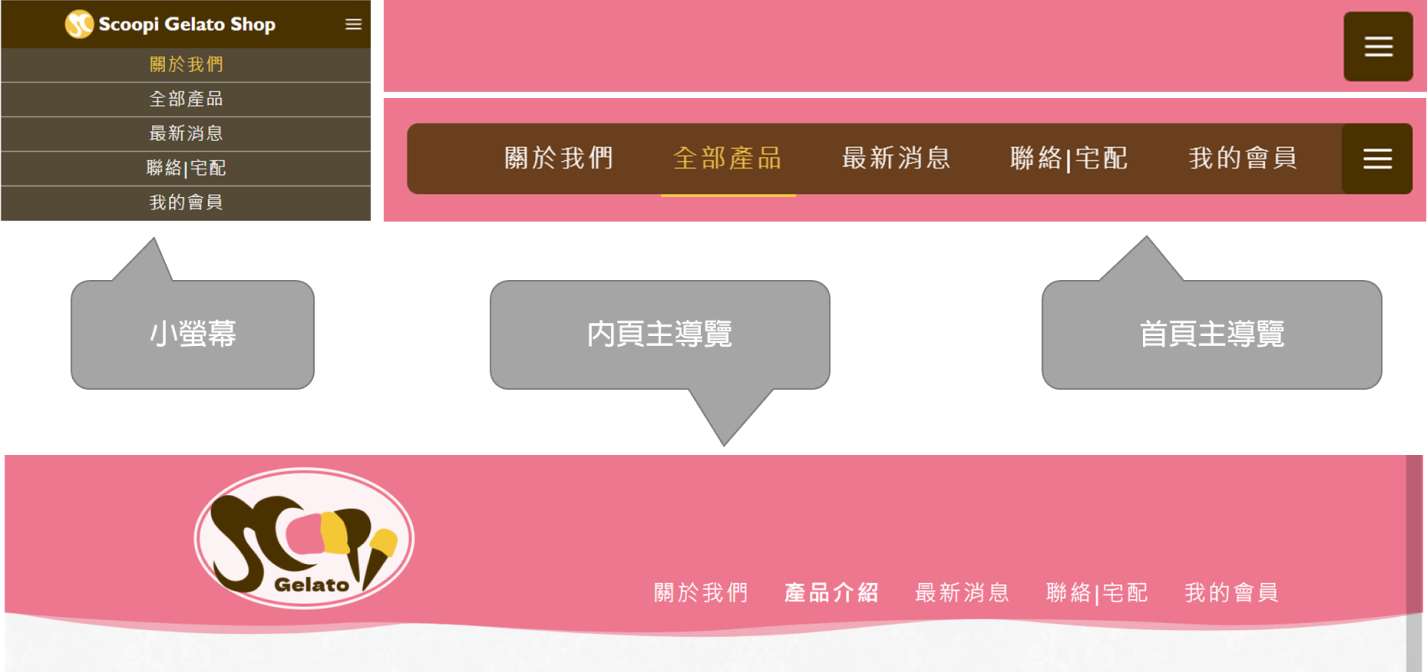 Scoopi Gelato Shop
關於我們
全部產品
最新消息
聯絡|宅配
我的會員
關於我們 全部產品 最新消息 聯絡|宅配 我的會員
小螢幕
內頁主導覽
首頁主導覽
SCOOPi
Gelato
關於我們 產品介紹 最新消息 聯絡|宅配 我的會員